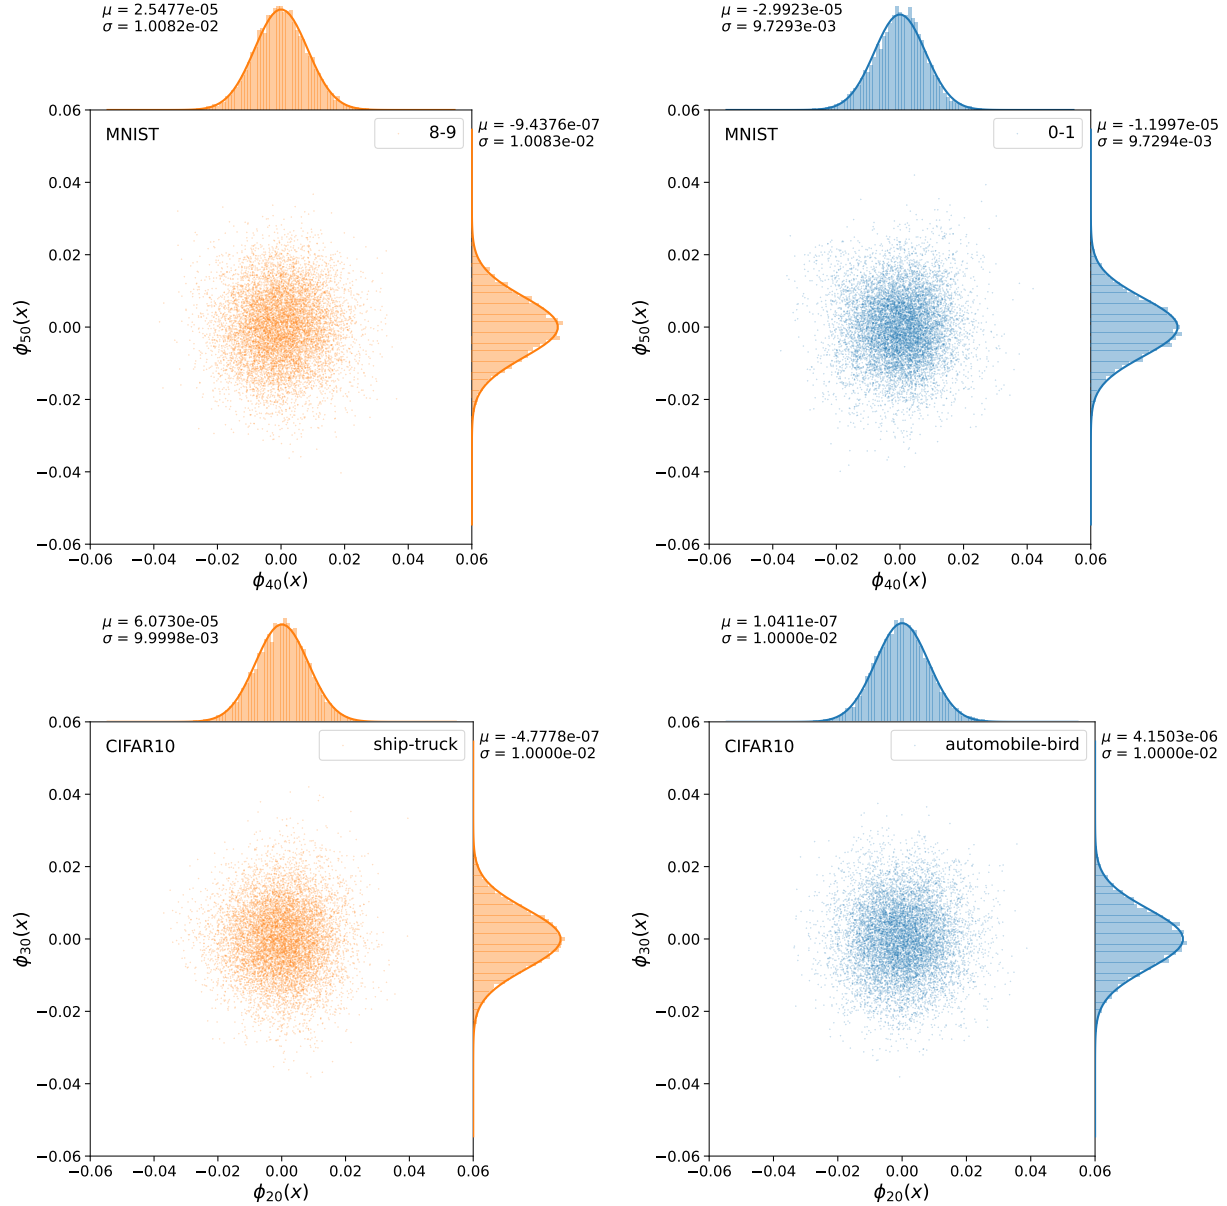 μ = 2.5477e-05
σ = 1.0082e-02
μ = -9.4376e-07
σ = 1.0083e-02
MNIST
8-9
0.06
0.04
0.02
0.00
−0.02
−0.04
−0.06
ϕ50(x)
−0.06 −0.04 −0.02 0.00 0.02 0.04 0.06
ϕ40(x)
μ = -2.9923e-05
σ = 9.7293e-03
μ = -1.1997e-05
σ = 9.7294e-03
MNIST
0-1
0.06
0.04
0.02
0.00
−0.02
−0.04
−0.06
ϕ50(x)
−0.06 −0.04 −0.02 0.00 0.02 0.04 0.06
ϕ40(x)
μ = 6.0730e-05
σ = 9.9998e-03
μ = -4.7778e-07
σ = 1.0000e-02
CIFAR10
ship-truck
0.06
0.04
0.02
0.00
−0.02
−0.04
−0.06
ϕ30(x)
−0.06 −0.04 −0.02 0.00 0.02 0.04 0.06
ϕ20(x)
μ = 1.0411e-07
σ = 1.0000e-02
μ = 4.1503e-06
σ = 1.0000e-02
CIFAR10
automobile-bird
0.06
0.04
0.02
0.00
−0.02
−0.04
−0.06
ϕ30(x)
−0.06 −0.04 −0.02 0.00 0.02 0.04 0.06
ϕ20(x)